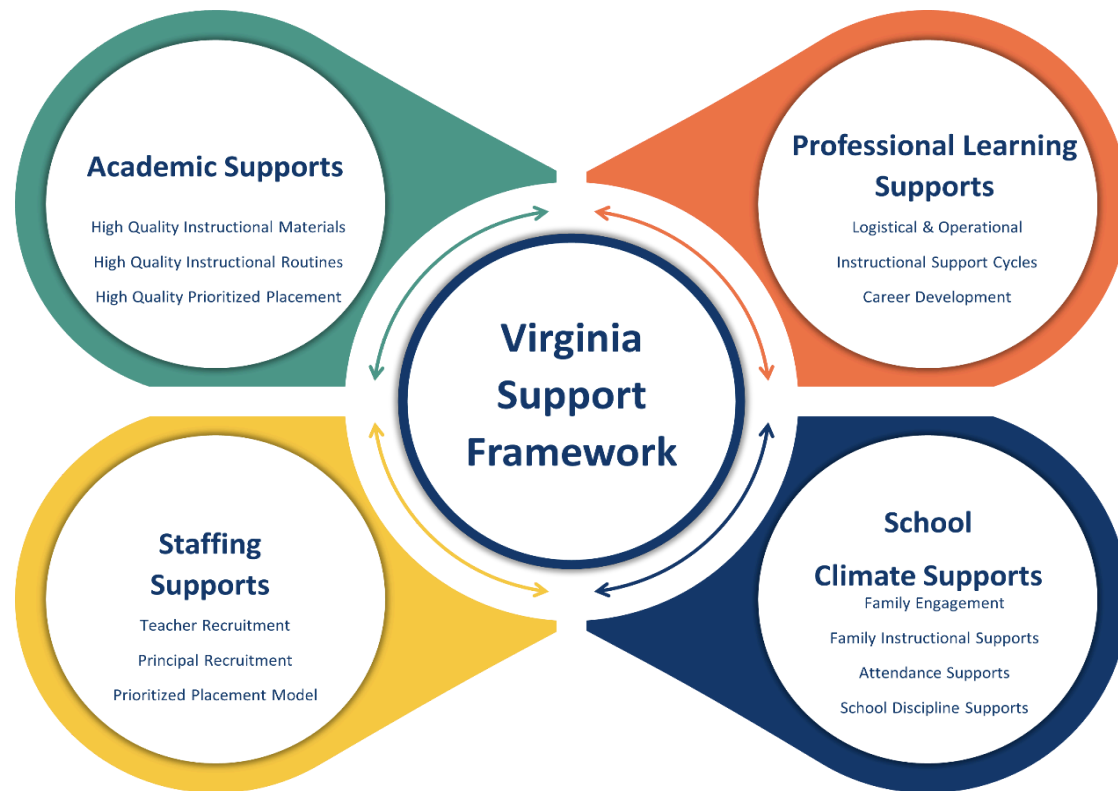 Academic Supports
High Quality Instructional Materials
High Quality Instructional Routines
High Quality Prioritized Placement
Professional Learning
Supports
Logistical & Operational
Instructional Support Cycles
Career Development
Virginia
Support
Framework
Staffing
Supports
Teacher Recruitment
Principal Recruitment
Prioritized Placement Model
School
Climate Supports
Family Engagement
Family Instructional Supports
Attendance Supports
School Discipline Supports